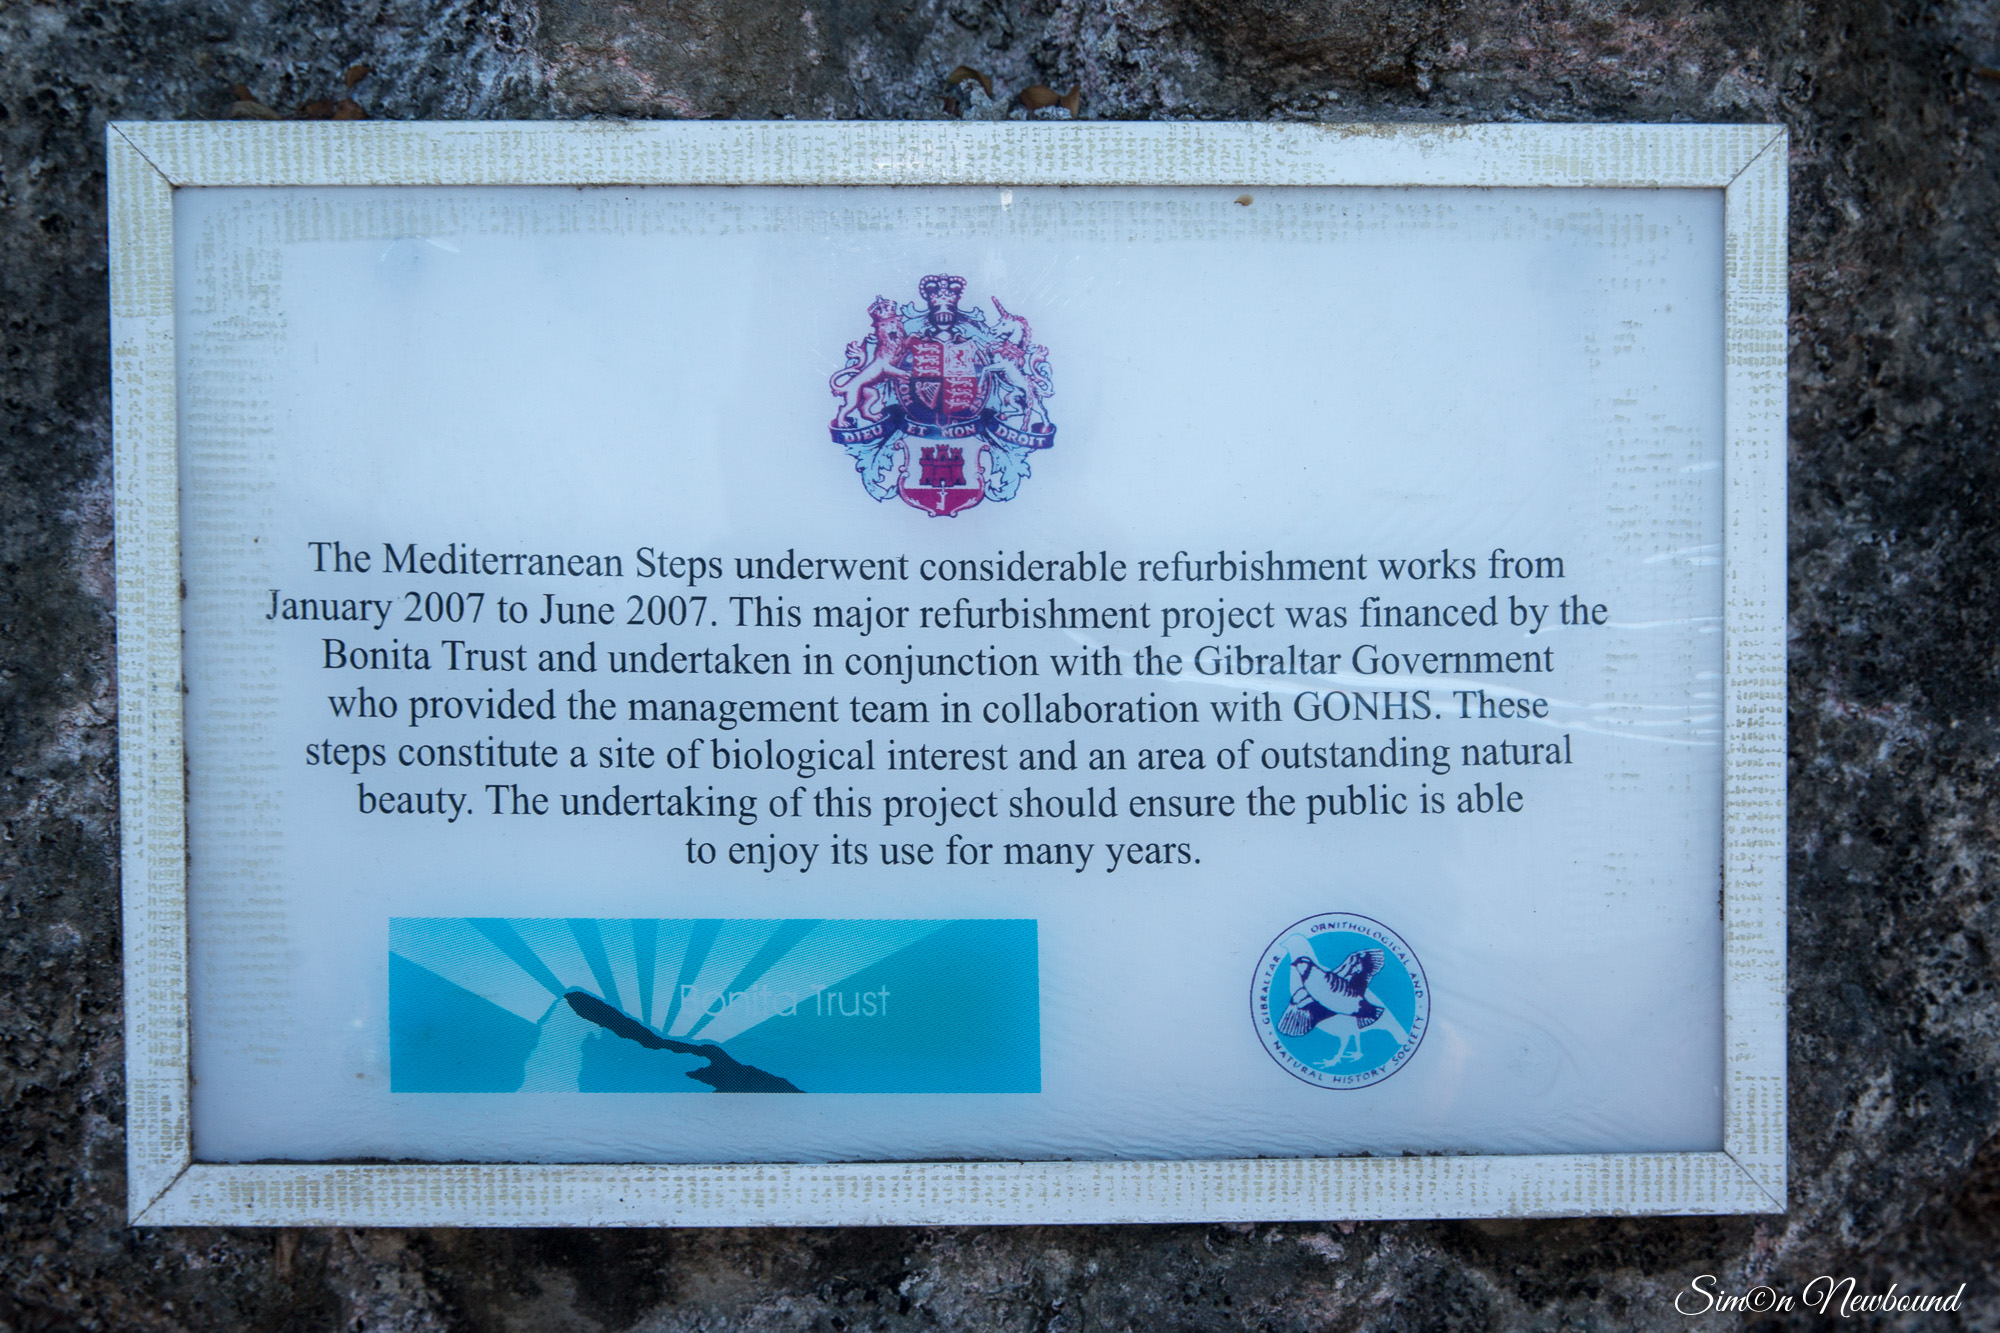 DIEU ET MON DROIT
The Mediterranean Steps underwent considerable refurbishment works from
January 2007 to June 2007. This major refurbishment project was financed by the
Bonita Trust and undertaken in conjunction with the Gibraltar Government
who provided the management team in collaboration with GONHS. These
steps constitute a site of biological interest and an area of outstanding natural
beauty. The undertaking of this project should ensure the public is able
to enjoy its use for many years.
Bonita Trust
GIBRALTAR ORNITHOLOGICAL AND
NATURAL HISTORY SOCIETY
Sim©n Newbound